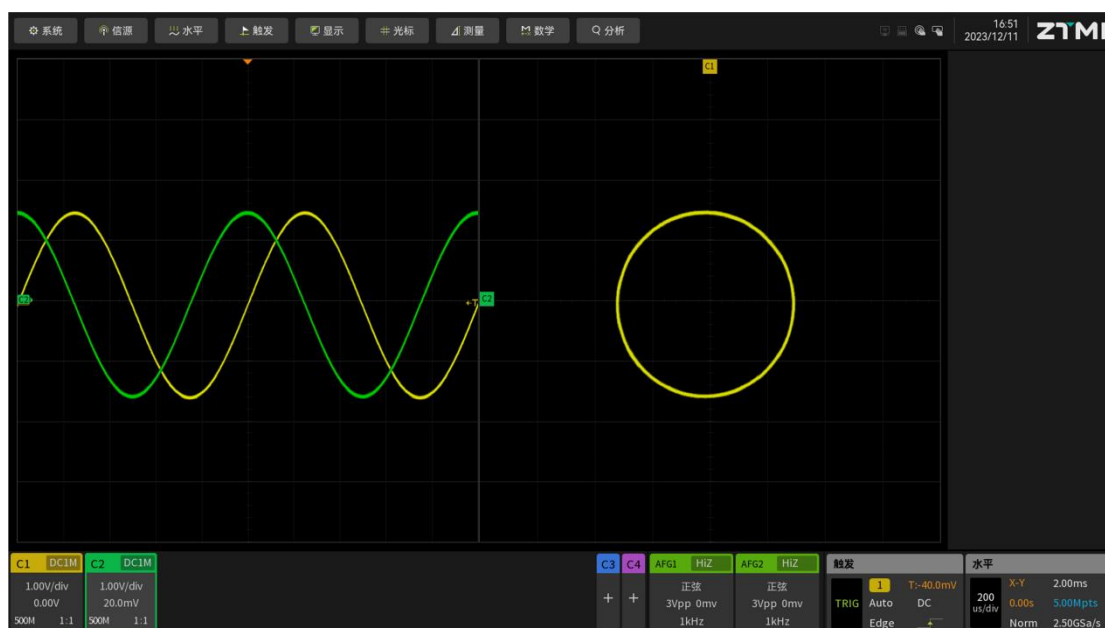 系统 信源 水平 触发 显示 光标 测量 数学 分析
16:51
2023/12/11
C1
C2
←T
C2
C1 DC1M
1.00V/div
0.00V
500M 1:1
C2 DC1M
1.00V/div
20.0mV
500M 1:1
C3 C4
+ +
AFG1 HiZ
正弦
3Vpp 0mv
1kHz
AFG2 HiZ
正弦
3Vpp 0mv
1kHz
触发
TRIG
1 T:-40.0mV
Auto DC
Edge
水平
200
us/div
X-Y 2.00ms
0.00s 5.00Mpts
Norm 2.50GSa/s